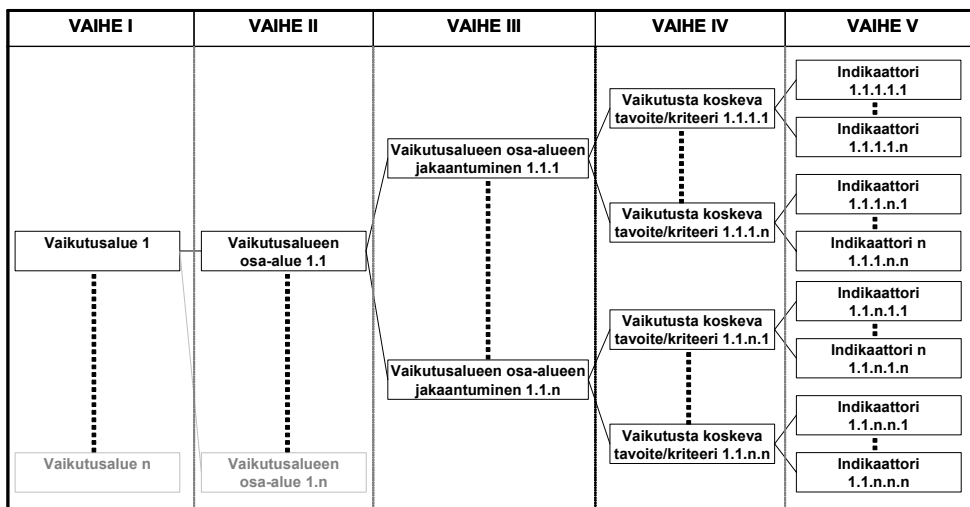 VAIHE I
VAIHE II
VAIHE III
VAIHE IV
VAIHE V
Vaikutusalue 1
Vaikutusalue n
Vaikutusalueen
osa-alue 1.1
Vaikutusalueen
osa-alue 1.n
Vaikutusalueen osa-alueen
jakaantuminen 1.1.1
Vaikutusalueen osa-alueen
jakaantuminen 1.1.n
Vaikutusta koskeva
tavoite/kriteeri 1.1.1.1
Vaikutusta koskeva
tavoite/kriteeri 1.1.1.n
Vaikutusta koskeva
tavoite/kriteeri 1.1.n.1
Vaikutusta koskeva
tavoite/kriteeri 1.1.n.n
Indikaattori
1.1.1.1.1
Indikaattori
1.1.1.1.n
Indikaattori
1.1.1.n.1
Indikaattori n
1.1.1.n.n
Indikaattori
1.1.n.1.1
Indikaattori n
1.1.n.1.n
Indikaattori
1.1.n.n.1
Indikaattori
1.1.n.n.n